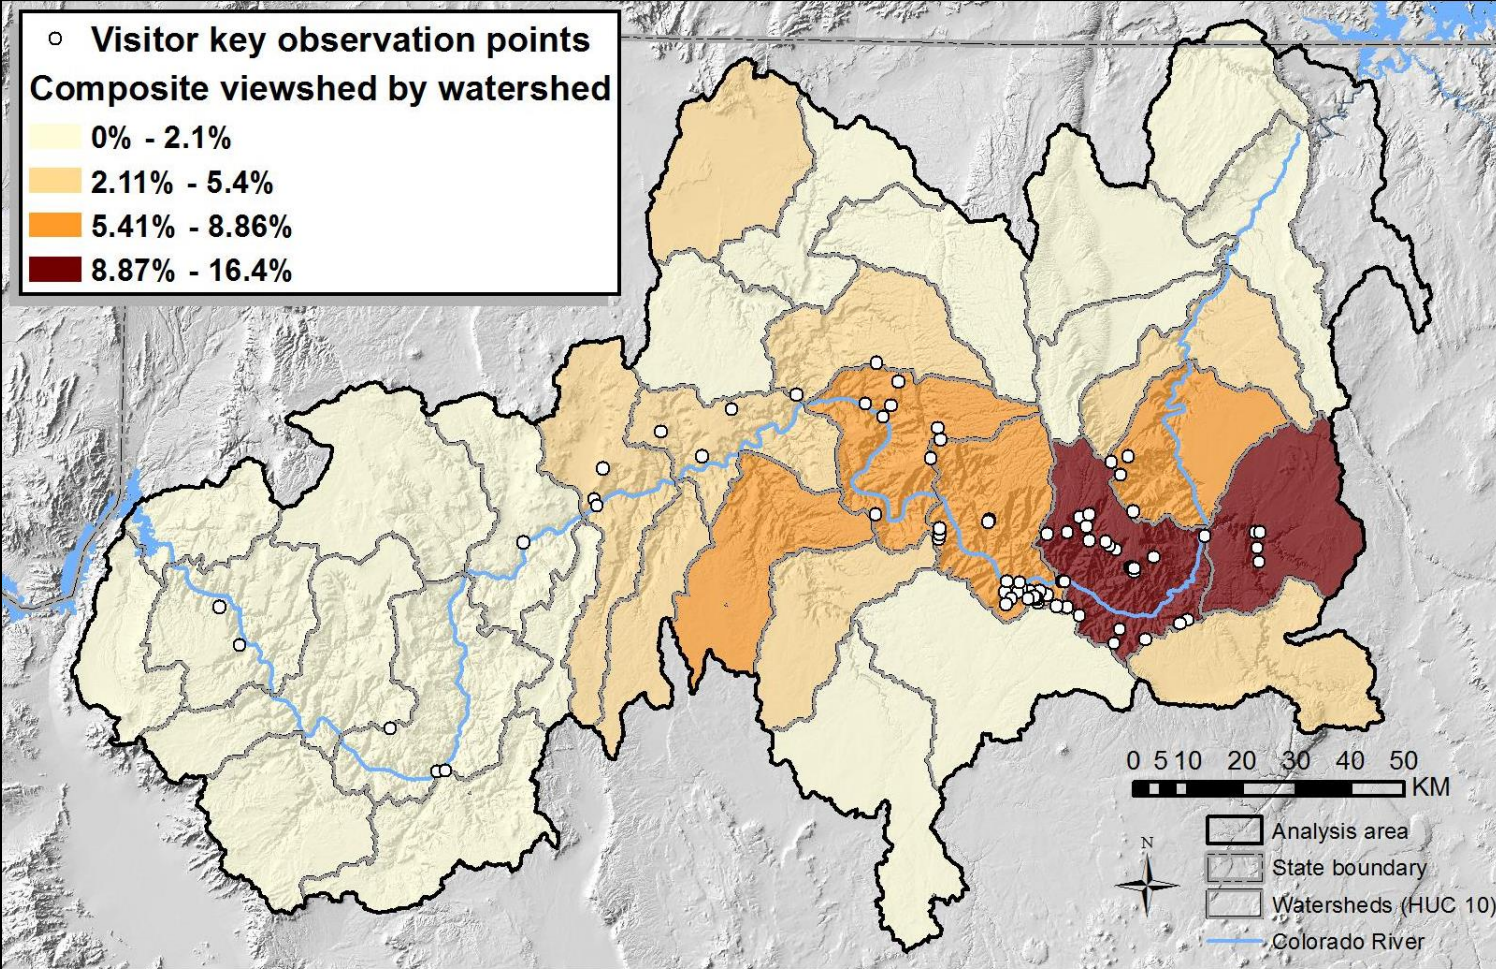 Visitor key observation points
Composite viewshed by watershed
0% - 2.1%
2.11% - 5.4%
5.41% - 8.86%
8.87% - 16.4%
0 5 10 20 30 40 50
KM
N
Analysis area
State boundary
Watersheds (HUC 10)
Colorado River